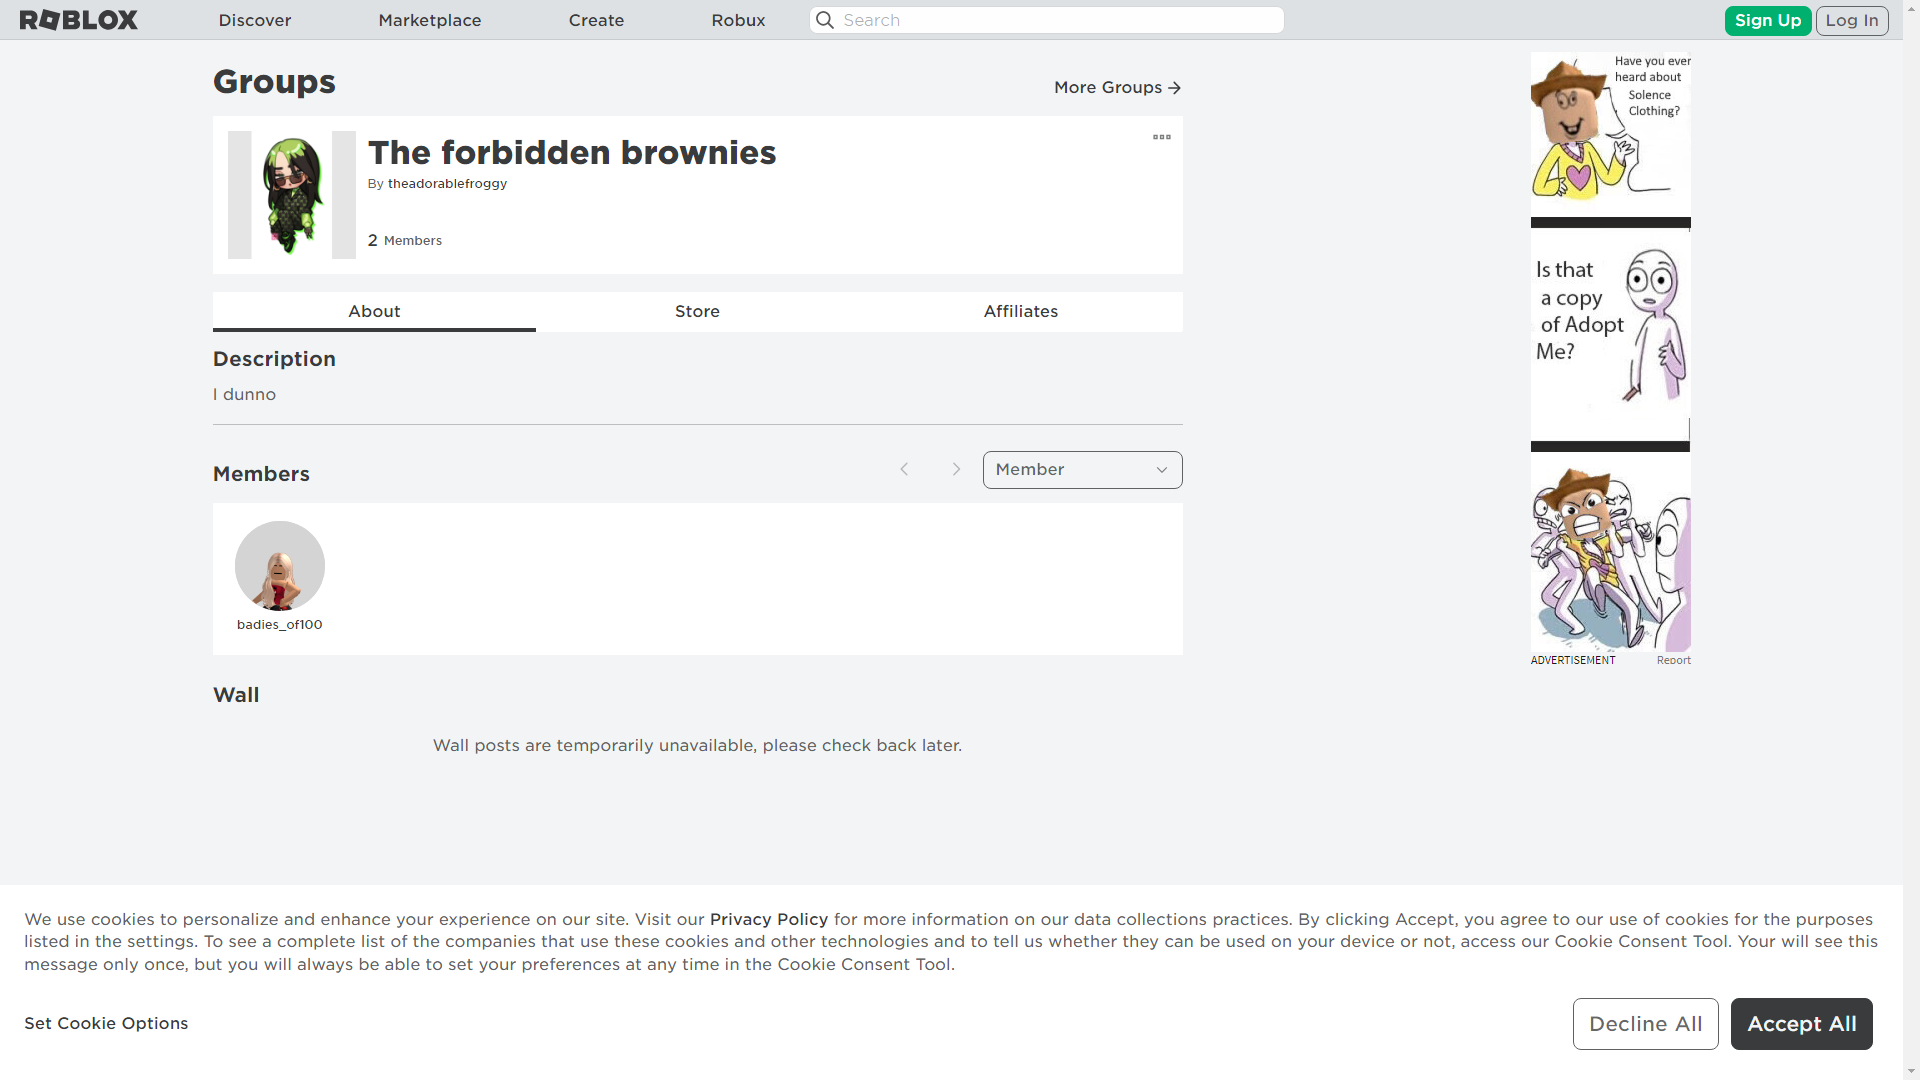 ROBLOX
Discover
Marketplace
Create
Robux
Search
Sign Up
Log In
Groups
More Groups
The forbidden brownies
By theadorablefroggy
2 Members
About
Store
Affiliates
Description
I dunno
Members
Member
badies_of100
Wall
Wall posts are temporarily unavailable, please check back later.
Have you ever
heard about
Solence
Clothing?
Is that
a copy
of Adopt
Me?
ADVERTISEMENT
Report
We use cookies to personalize and enhance your experience on our site. Visit our Privacy Policy for more information on our data collections practices. By clicking Accept, you agree to our use of cookies for the purposes
listed in the settings. To see a complete list of the companies that use these cookies and other technologies and to tell us whether they can be used on your device or not, access our Cookie Consent Tool. Your will see this
message only once, but you will always be able to set your preferences at any time in the Cookie Consent Tool.
Set Cookie Options
Decline All
Accept All